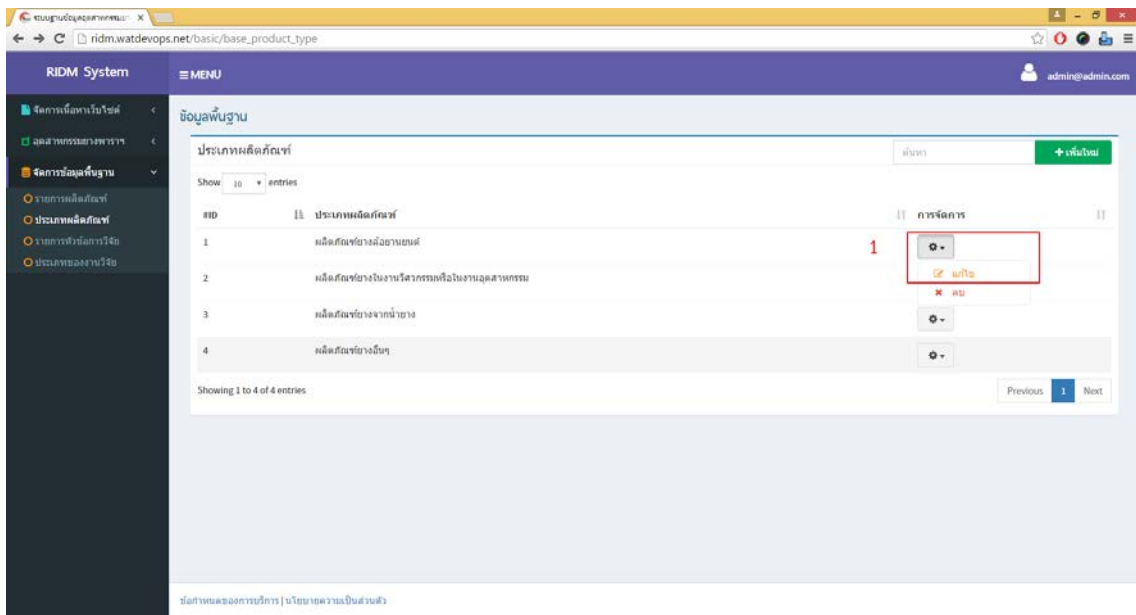 ridm.watdevops.net/basic/base_product_type
RIDM System
MENU
admin@admin.com
จัดการเนื้อหาเว็บไซต์
อุตสาหกรรมยางพาราฯ
จัดการข้อมูลพื้นฐาน
รายการผลิตภัณฑ์
ประเภทผลิตภัณฑ์
รายการหัวข้อการวิจัย
ประเภทของงานวิจัย
ข้อมูลพื้นฐาน
ประเภทผลิตภัณฑ์
ค้นหา
+ เพิ่มใหม่
Show 10 entries
#ID ประเภทผลิตภัณฑ์ การจัดการ
1 ผลิตภัณฑ์ยางล้อยานยนต์
1
แก้ไข
2 ผลิตภัณฑ์ยางในงานวิศวกรรมหรือในงานอุตสาหกรรม
ลบ
3 ผลิตภัณฑ์ยางจากน้ำยาง
4 ผลิตภัณฑ์ยางอื่นๆ
Showing 1 to 4 of 4 entries
Previous 1 Next
ข้อกำหนดของการบริการ | นโยบายความเป็นส่วนตัว